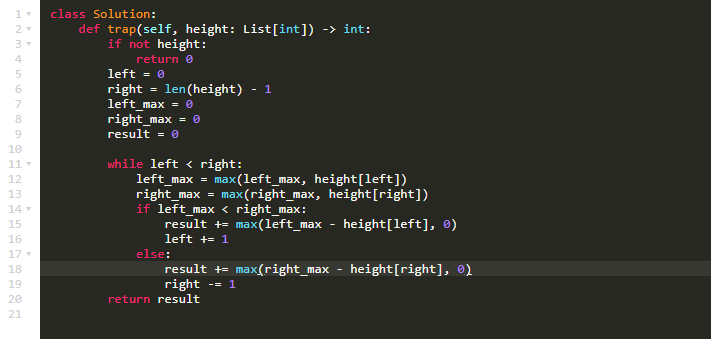 1 class Solution:
2     def trap(self, height: List[int]) -> int:
3         if not height:
4             return 0
5         left = 0
6         right = len(height) - 1
7         left_max = 0
8         right_max = 0
9         result = 0
10
11         while left < right:
12             left_max = max(left_max, height[left])
13             right_max = max(right_max, height[right])
14             if left_max < right_max:
15                 result += max(left_max - height[left], 0)
16                 left += 1
17             else:
18                 result += max(right_max - height[right], 0)
19                 right -= 1
20         return result
21